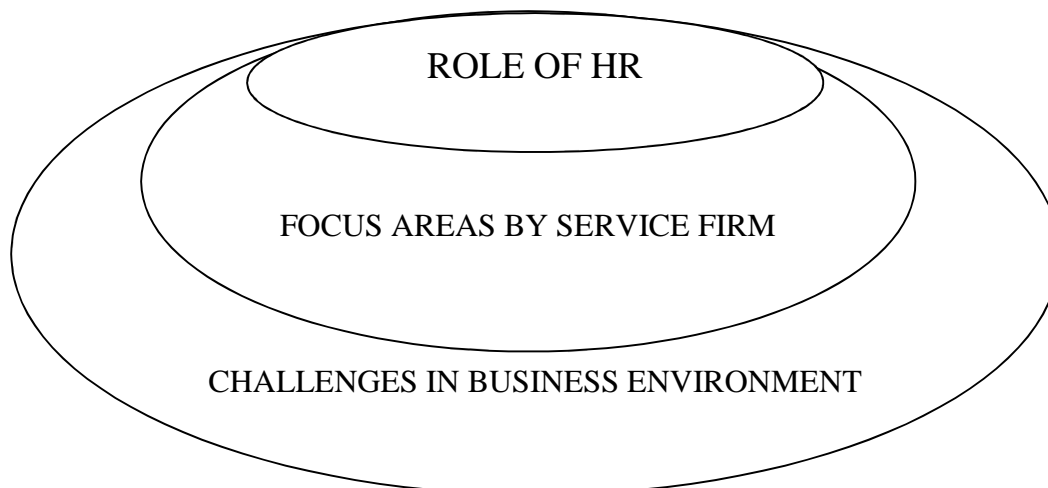 ROLE OF HR
FOCUS AREAS BY SERVICE FIRM
CHALLENGES IN BUSINESS ENVIRONMENT